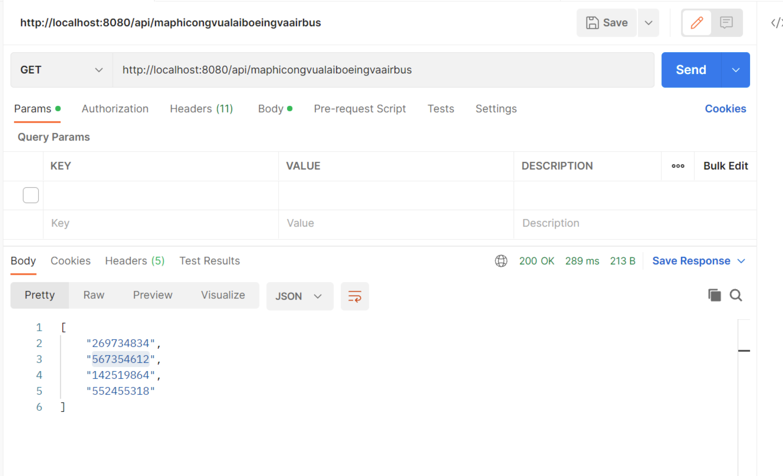 http://localhost:8080/api/maphicongvualaiboeingvaairbus
Save
</>
GET
http://localhost:8080/api/maphicongvualaiboeingvaairbus
Send
Params Authorization Headers (11) Body Pre-request Script Tests Settings Cookies
Query Params
KEY VALUE DESCRIPTION Bulk Edit
Key Value Description
Body Cookies Headers (5) Test Results 200 OK 289 ms 213 B Save Response
Pretty Raw Preview Visualize JSON
1 [
2 "269734834",
3 "567354612",
4 "142519864",
5 "552455318"
6 ]